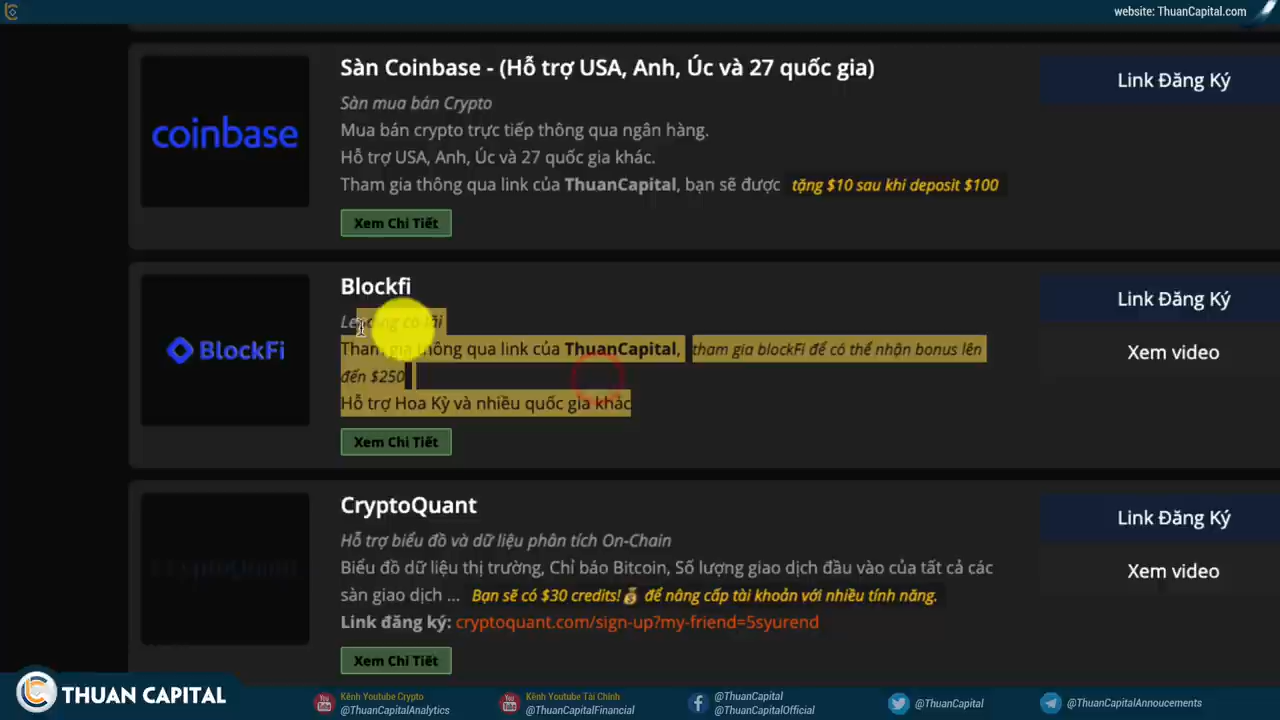 website: ThuanCapital.com
coinbase
Sàn Coinbase - (Hỗ trợ USA, Anh, Úc và 27 quốc gia)
Sàn mua bán Crypto
Mua bán crypto trực tiếp thông qua ngân hàng.
Hỗ trợ USA, Anh, Úc và 27 quốc gia khác.
Tham gia thông qua link của ThuanCapital, bạn sẽ được tặng $10 sau khi deposit $100
Xem Chi Tiết
Link Đăng Ký
BlockFi
Blockfi
Lending có lãi
Tham gia thông qua link của ThuanCapital, tham gia blockFi để có thể nhận bonus lên
đến $250
Hỗ trợ Hoa Kỳ và nhiều quốc gia khác
Xem Chi Tiết
Link Đăng Ký
Xem video
CryptoQuant
CryptoQuant
Hỗ trợ biểu đồ và dữ liệu phân tích On-Chain
Biểu đồ dữ liệu thị trường, Chỉ báo Bitcoin, Số lượng giao dịch đầu vào của tất cả các
sàn giao dịch ... Bạn sẽ có $30 credits!💰 để nâng cấp tài khoản với nhiều tính năng.
Link đăng ký: cryptoquant.com/sign-up?my-friend=5syurend
Xem Chi Tiết
Link Đăng Ký
Xem video
THUAN CAPITAL
Kênh Youtube Crypto
@ThuanCapitalAnalytics
Kênh Youtube Tài Chính
@ThuanCapitalFinancial
@ThuanCapital
@ThuanCapitalOfficial
@ThuanCapital
@ThuanCapitalAnnoucements